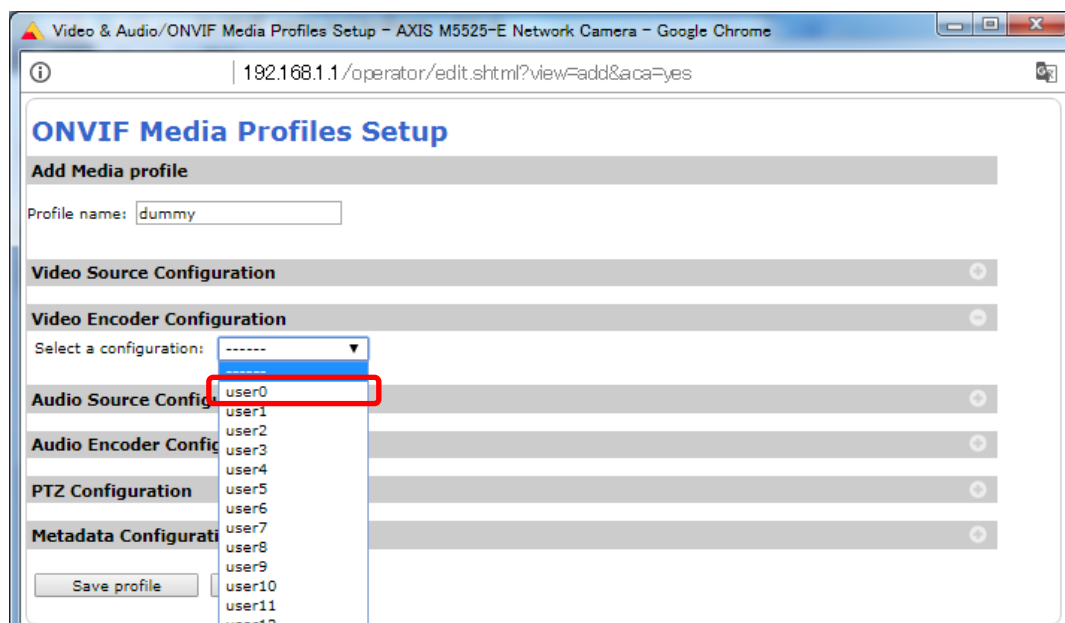 Video & Audio/ONVIF Media Profiles Setup - AXIS M5525-E Network Camera - Google Chrome
192.168.1.1/operator/edit.shtml?view=add&aca=yes
ONVIF Media Profiles Setup
Add Media profile
Profile name: dummy
Video Source Configuration
Video Encoder Configuration
Select a configuration: ------
------
user0
Audio Source
user1
user2
Audio Encoder
user3
user4
PTZ Configuration
user5
user6
Metadata
user7
user8
user9
Save profile
user10
user11